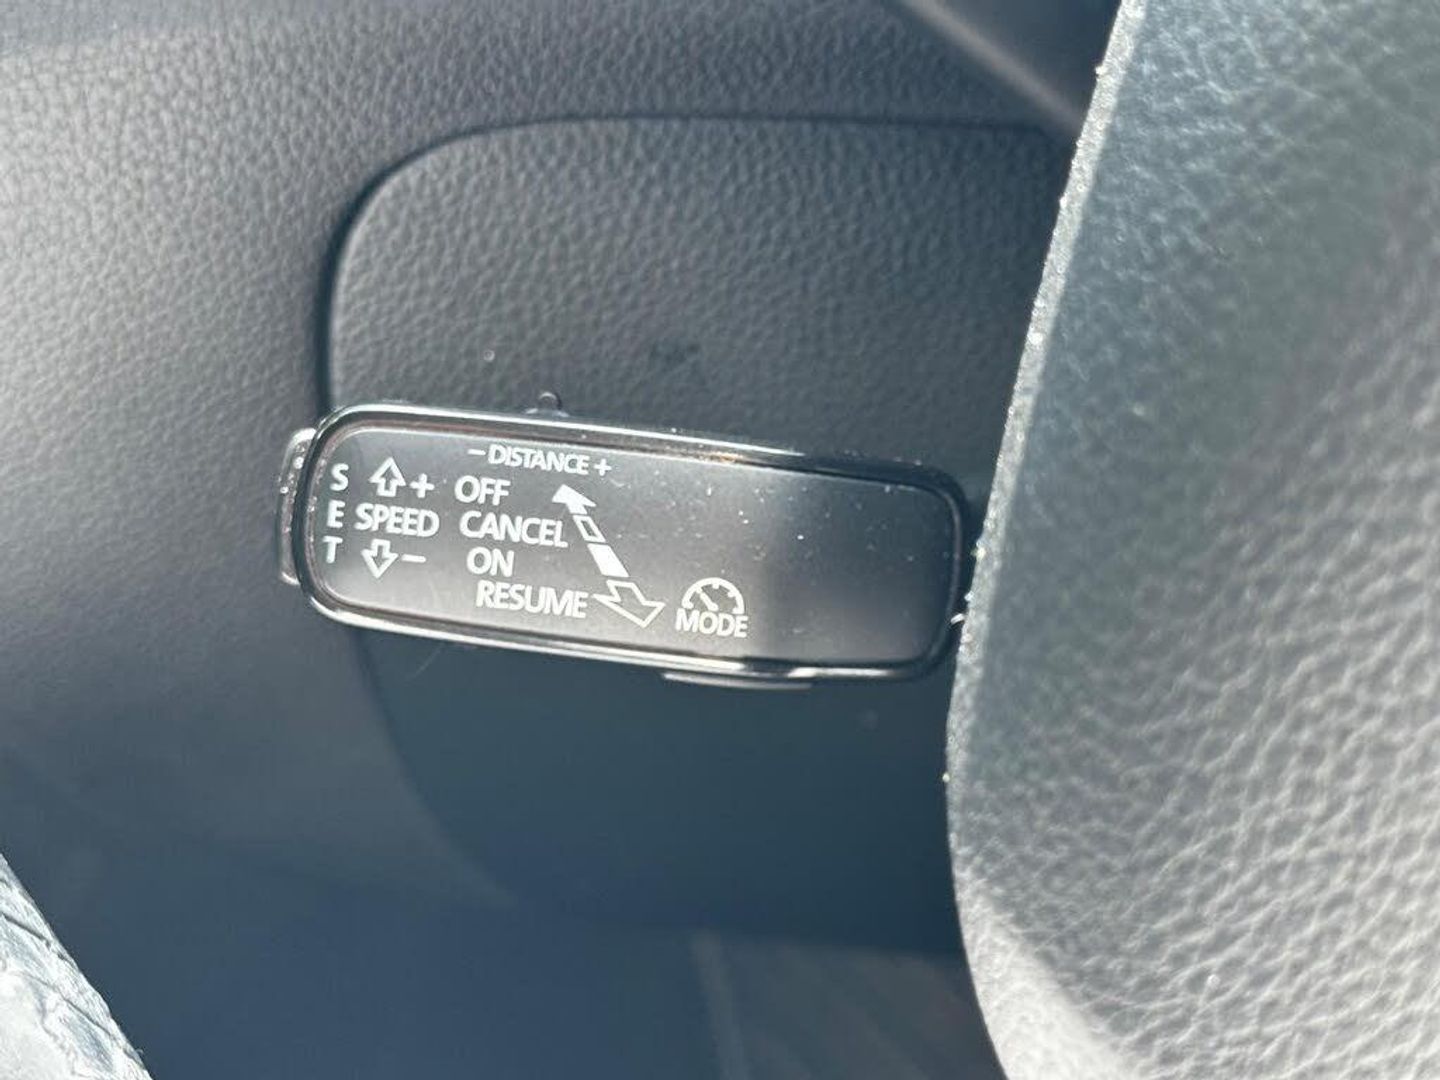 - DISTANCE +
S + OFF
E SPEED CANCEL
T - ON
RESUME
MODE